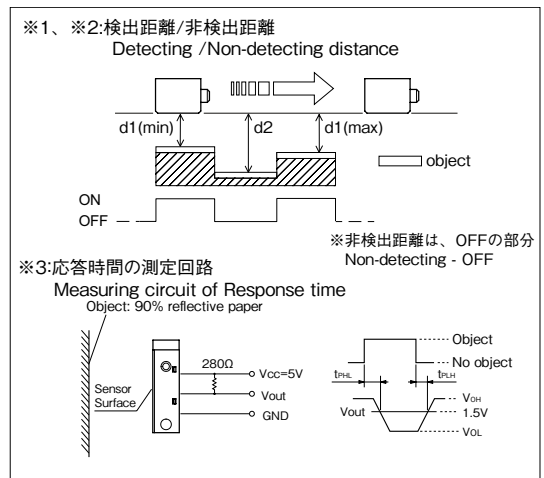 ※1、※2:検出距離/非検出距離
Detecting /Non-detecting distance
d1(min)
d2
d1(max)
object
ON
OFF
※非検出距離は、OFFの部分
Non-detecting - OFF
※3:応答時間の測定回路
Measuring circuit of Response time
Object: 90% reflective paper
Sensor
Surface
280Ω
Vcc=5V
Vout
GND
Object
No object
tPHL
tPLH
VOH
Vout
1.5V
VOL